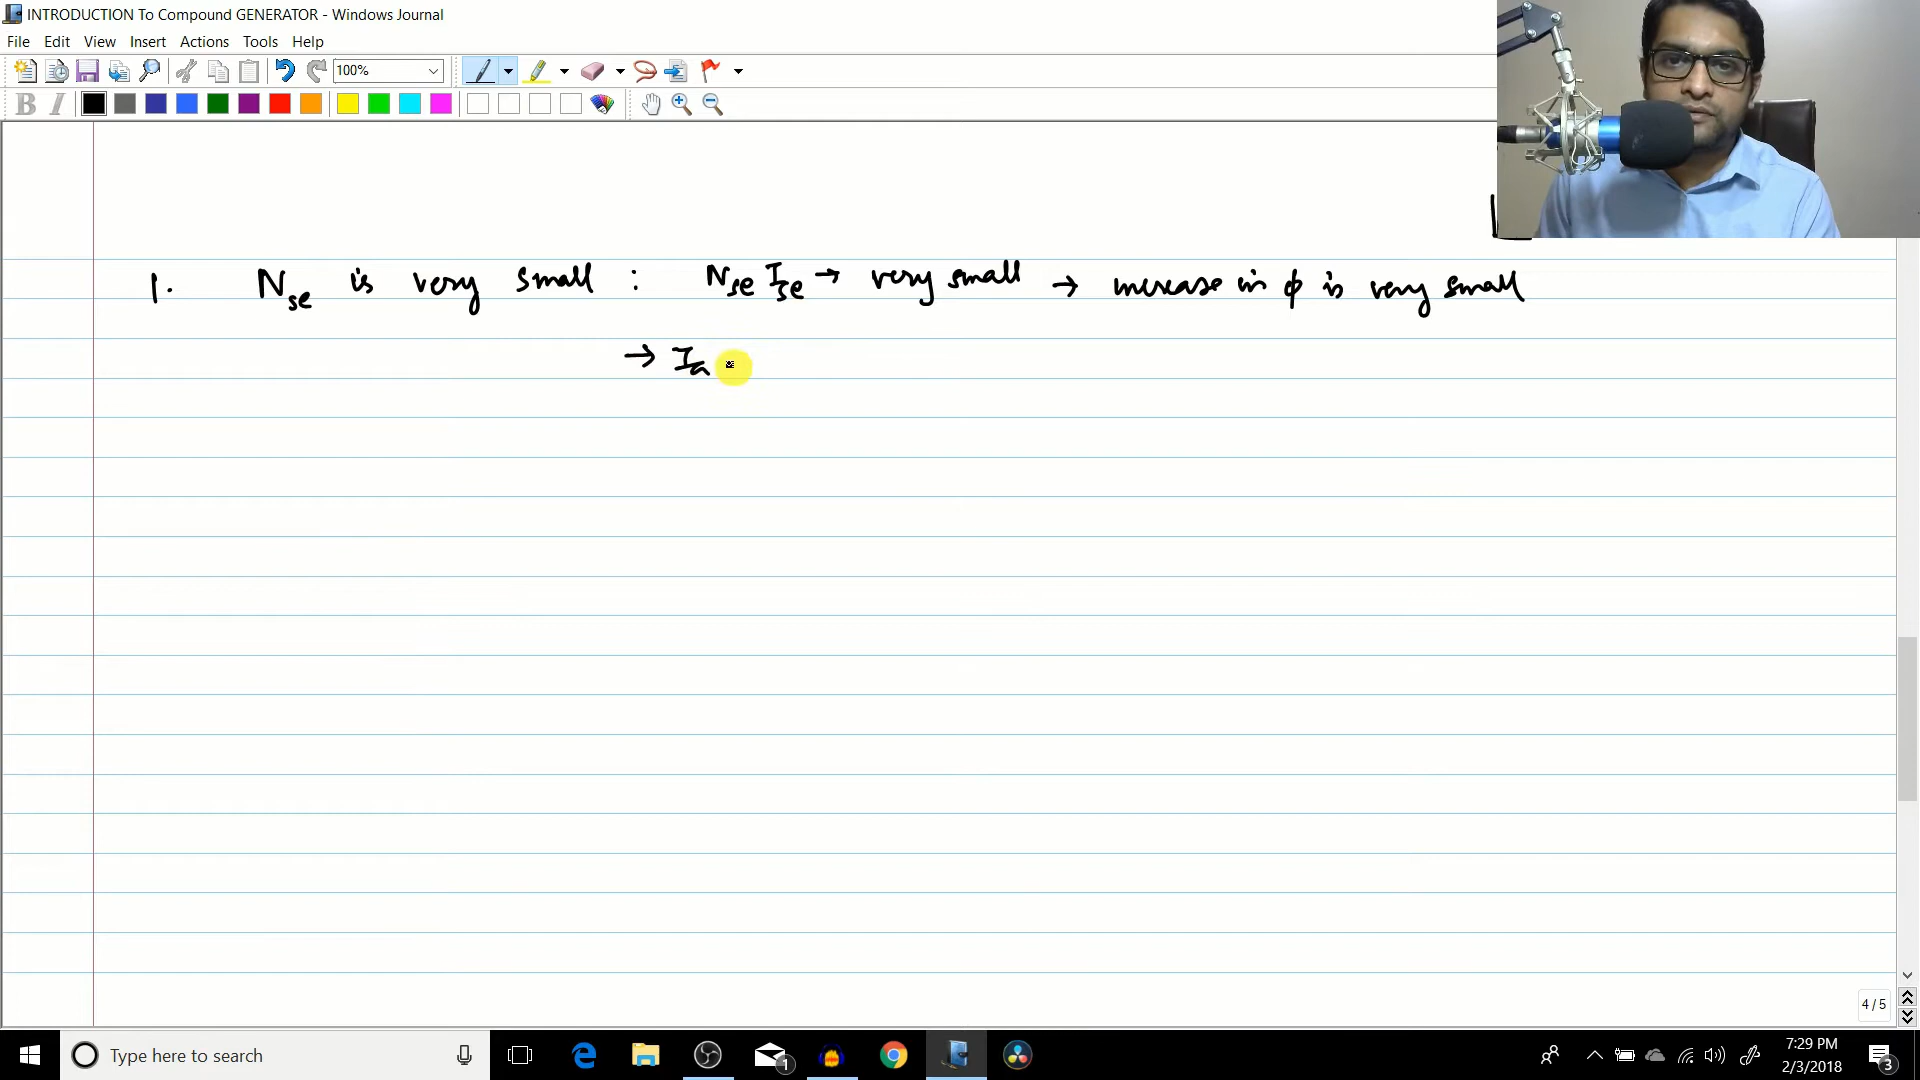 INTRODUCTION To Compound GENERATOR - Windows Journal
File Edit View Insert Actions Tools Help
100%
B I
1. Nse is very small : Nse Ise → very small → increase in ϕ is very small
→ Ia
4 / 5
Type here to search
1
7:29 PM
2/3/2018
3